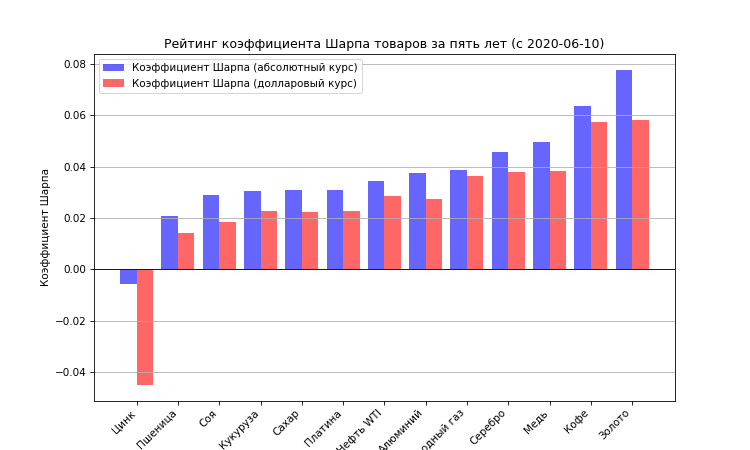 Рейтинг коэффициента Шарпа товаров за пять лет (с 2020-06-10)
Коэффициент Шарпа (абсолютный курс)
Коэффициент Шарпа (долларовый курс)
Коэффициент Шарпа
0.08
0.06
0.04
0.02
0.00
−0.02
−0.04
Цинк
Пшеница
Соя
Кукуруза
Сахар
Платина
Нефть WTI
Алюминий
одный газ
Серебро
Медь
Кофе
Золото